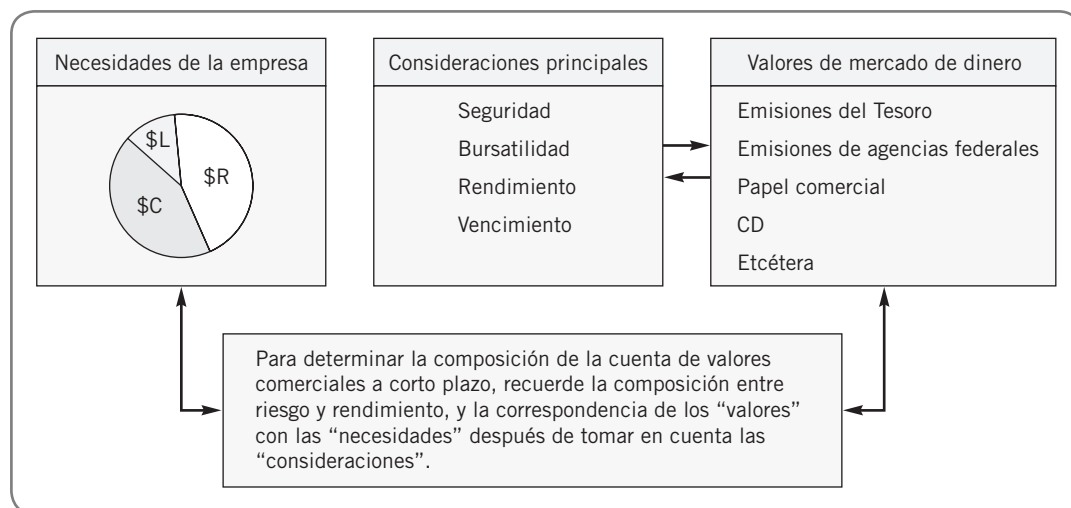 Necesidades de la empresa
$L
$R
$C
Consideraciones principales
Seguridad
Bursatilidad
Rendimiento
Vencimiento
Valores de mercado de dinero
Emisiones del Tesoro
Emisiones de agencias federales
Papel comercial
CD
Etcétera
Para determinar la composición de la cuenta de valores
comerciales a corto plazo, recuerde la composición entre
riesgo y rendimiento, y la correspondencia de los “valores”
con las “necesidades” después de tomar en cuenta las
“consideraciones”.